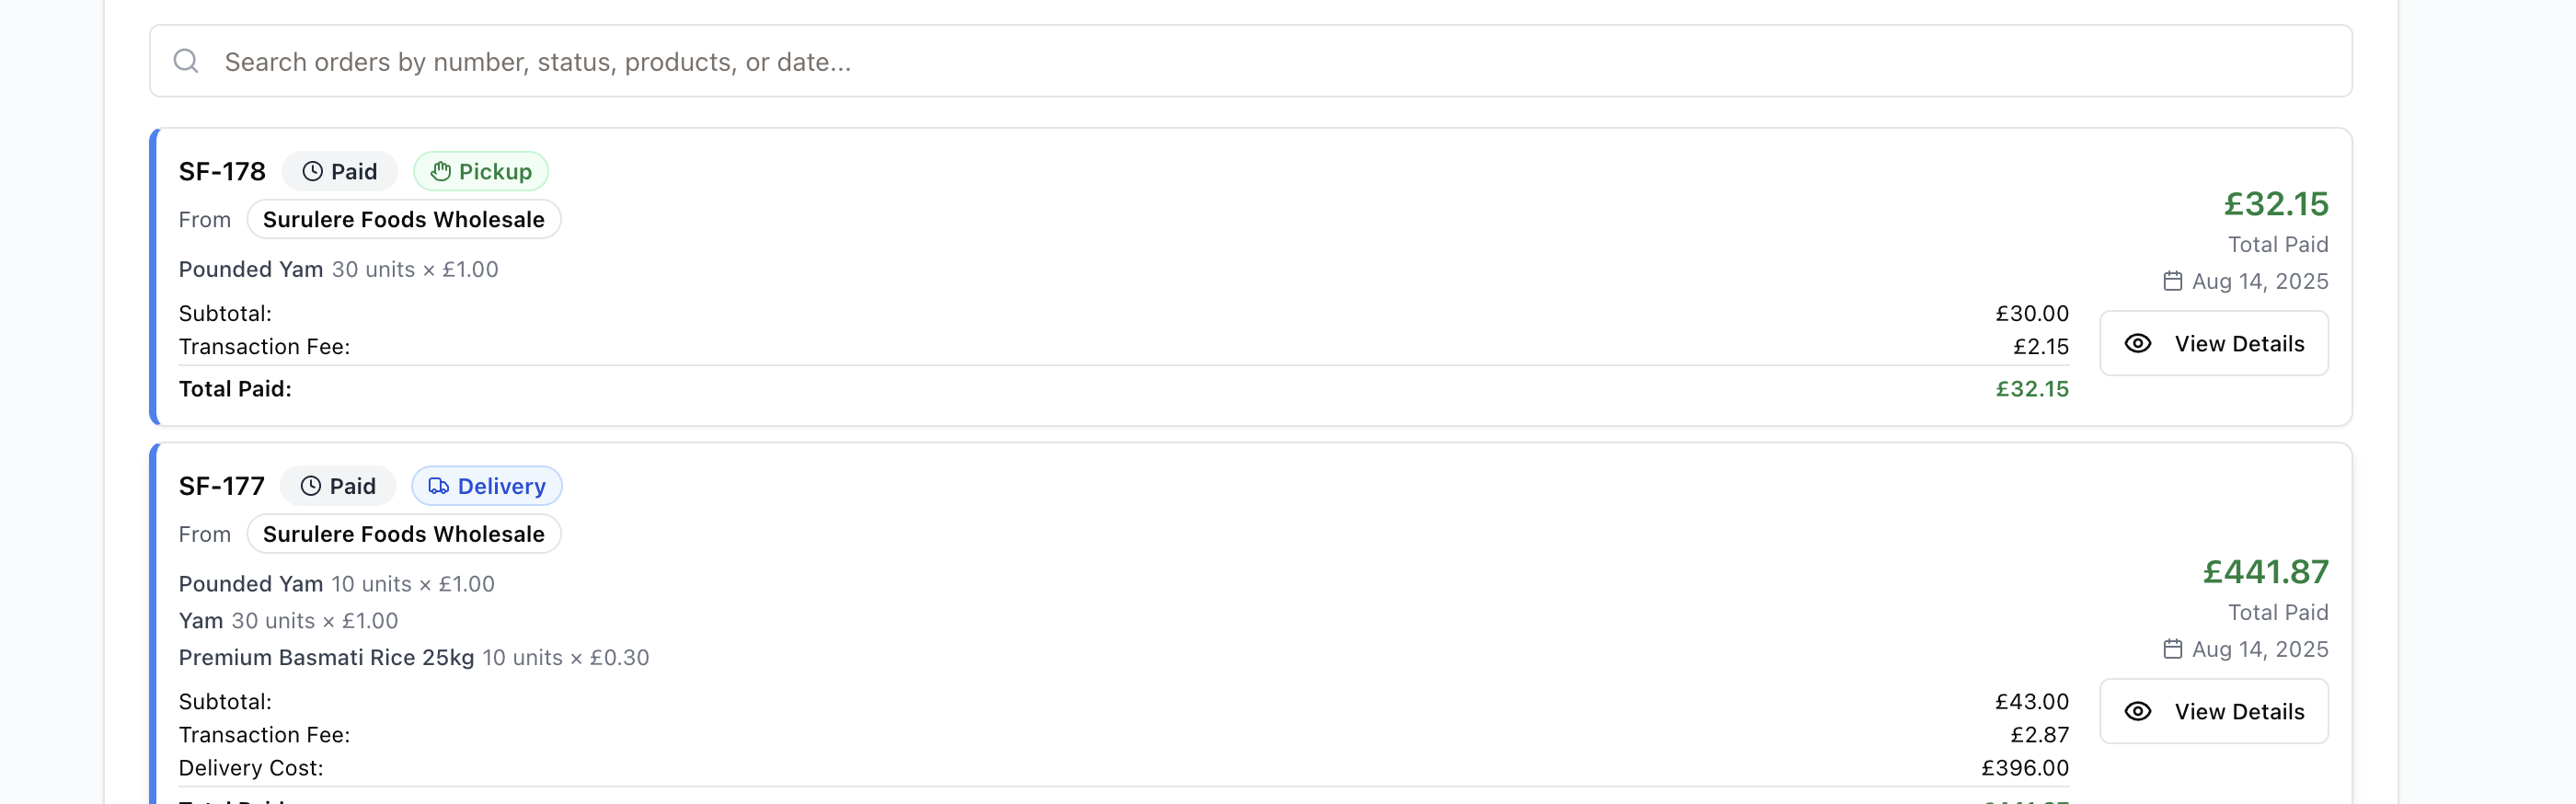 Search orders by number, status, products, or date...
SF-178 Paid Pickup
From Surulere Foods Wholesale
Pounded Yam 30 units × £1.00
Subtotal: £30.00
Transaction Fee: £2.15
Total Paid: £32.15
£32.15
Total Paid
Aug 14, 2025
View Details
SF-177 Paid Delivery
From Surulere Foods Wholesale
Pounded Yam 10 units × £1.00
Yam 30 units × £1.00
Premium Basmati Rice 25kg 10 units × £0.30
Subtotal: £43.00
Transaction Fee: £2.87
Delivery Cost: £396.00
£441.87
Total Paid
Aug 14, 2025
View Details